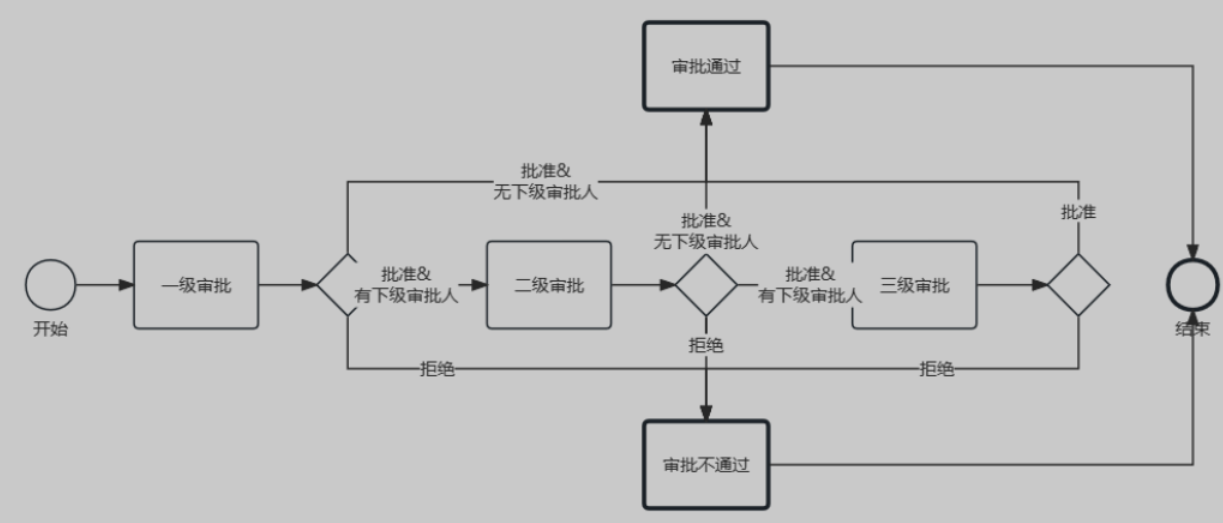 审批通过
批准&
无下级审批人
批准
批准&
无下级审批人
一级审批
批准&
有下级审批人
二级审批
批准&
有下级审批人
三级审批
开始
结束
拒绝
拒绝
拒绝
审批不通过